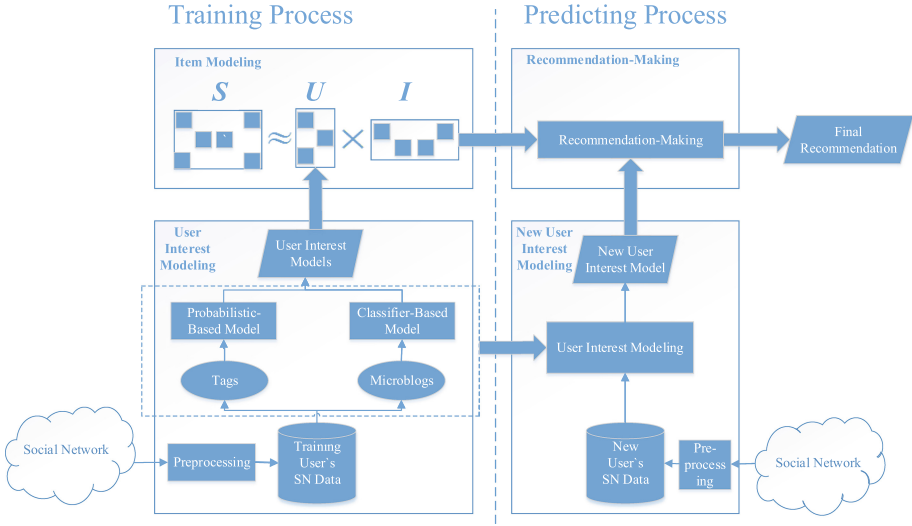 Training Process
Predicting Process
Item Modeling
S
U
I
≈
×
Recommendation-Making
Recommendation-Making
Final
Recommendation
User
Interest
Modeling
User Interest
Models
Probabilistic-
Based Model
Classifier-Based
Model
Tags
Microblogs
Social Network
Preprocessing
Training
User`s
SN Data
New User
Interest
Modeling
New User
Interest Model
User Interest Modeling
New
User`s
SN Data
Pre-
process
ing
Social Network